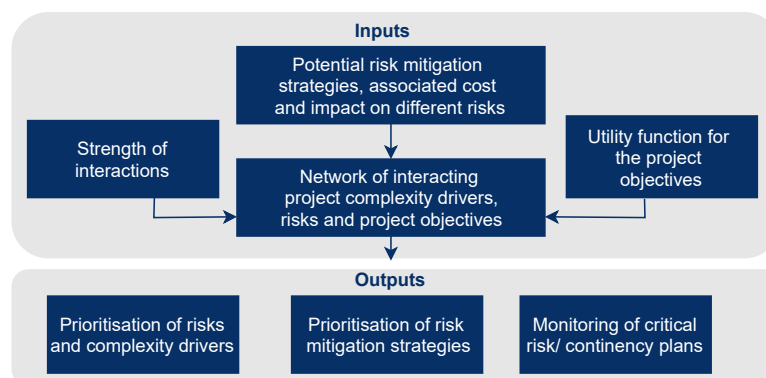 Inputs
Potential risk mitigation
strategies, associated cost
and impact on different risks
Strength of
interactions
Utility function for
the project
objectives
Network of interacting
project complexity drivers,
risks and project objectives
Outputs
Prioritisation of risks
and complexity drivers
Prioritisation of risk
mitigation strategies
Monitoring of critical
risk/ continency plans